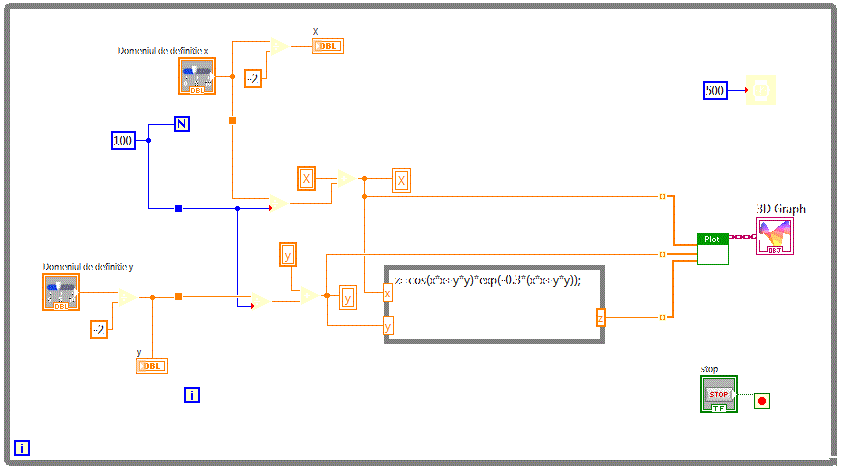 X
Domeniul de definitie x
DBL
DBL
-2
500
100
N
X
X
3D Graph
Plot
OBJ
y
Domeniul de definitie y
z=cos(x*x+y*y)*exp(-0.3*(x*x+y*y));
DBL
y
x
-2
y
z
y
DBL
stop
STOP
TF
i
i